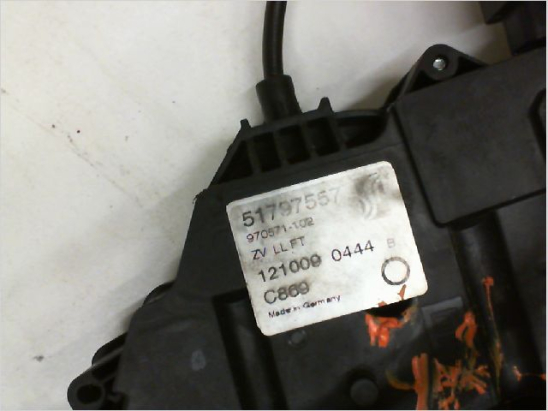 51797557
970571-102
ZV LL FT
121009 0444 B
C869
Made in Germany